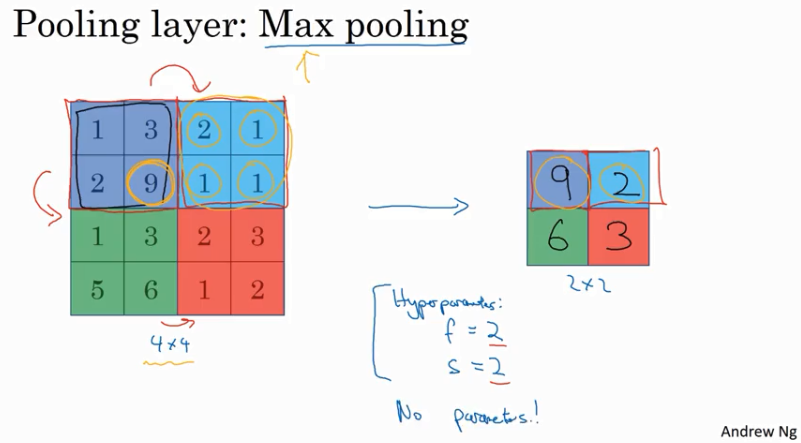 Pooling layer: Max pooling
1 3 2 1
2 9 1 1
1 3 2 3
5 6 1 2
4×4
9 2
6 3
2×2
Hyperparameters:
f = 2
s = 2
No parameters!
Andrew Ng